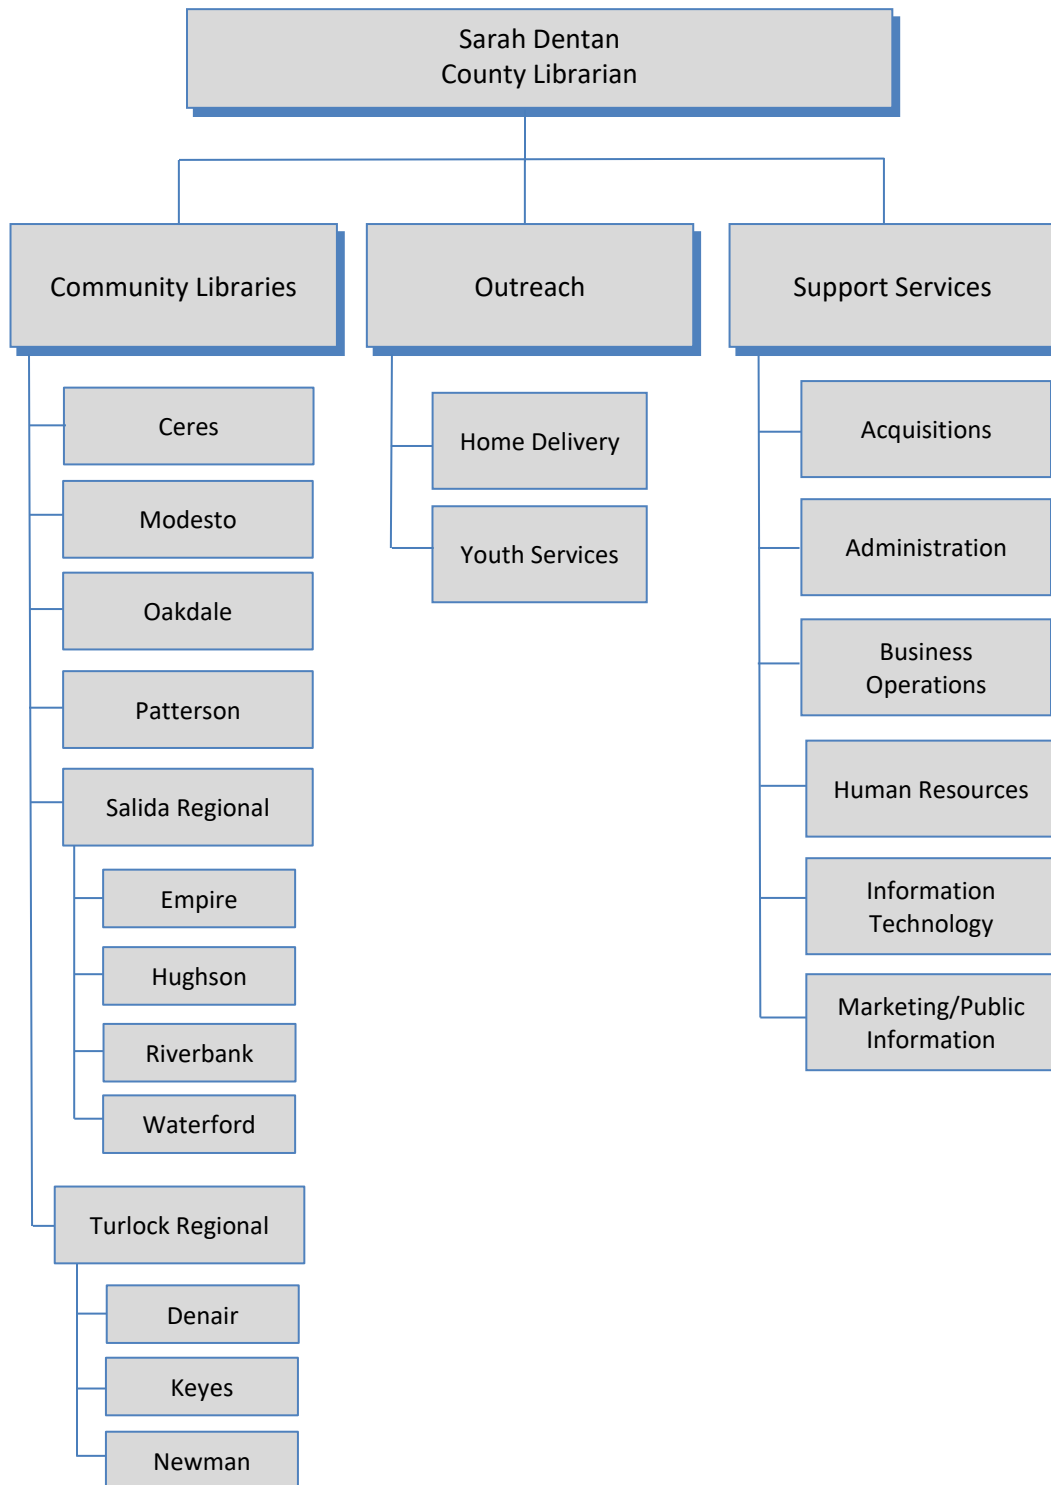 Sarah Dentan
County Librarian
Community Libraries
Outreach
Support Services
Ceres
Modesto
Oakdale
Patterson
Salida Regional
Empire
Hughson
Riverbank
Waterford
Turlock Regional
Denair
Keyes
Newman
Home Delivery
Youth Services
Acquisitions
Administration
Business
Operations
Human Resources
Information
Technology
Marketing/Public
Information